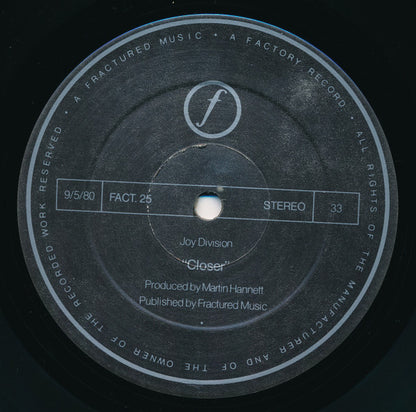 · A FRACTURED MUSIC · A FACTORY RECORD · ALL RIGHTS OF THE MANUFACTURER AND OF THE OWNER OF THE RECORDED WORK RESERVED
f
9/5/80 FACT. 25 STEREO 33
Joy Division
"Closer"
Produced by Martin Hannett
Published by Fractured Music